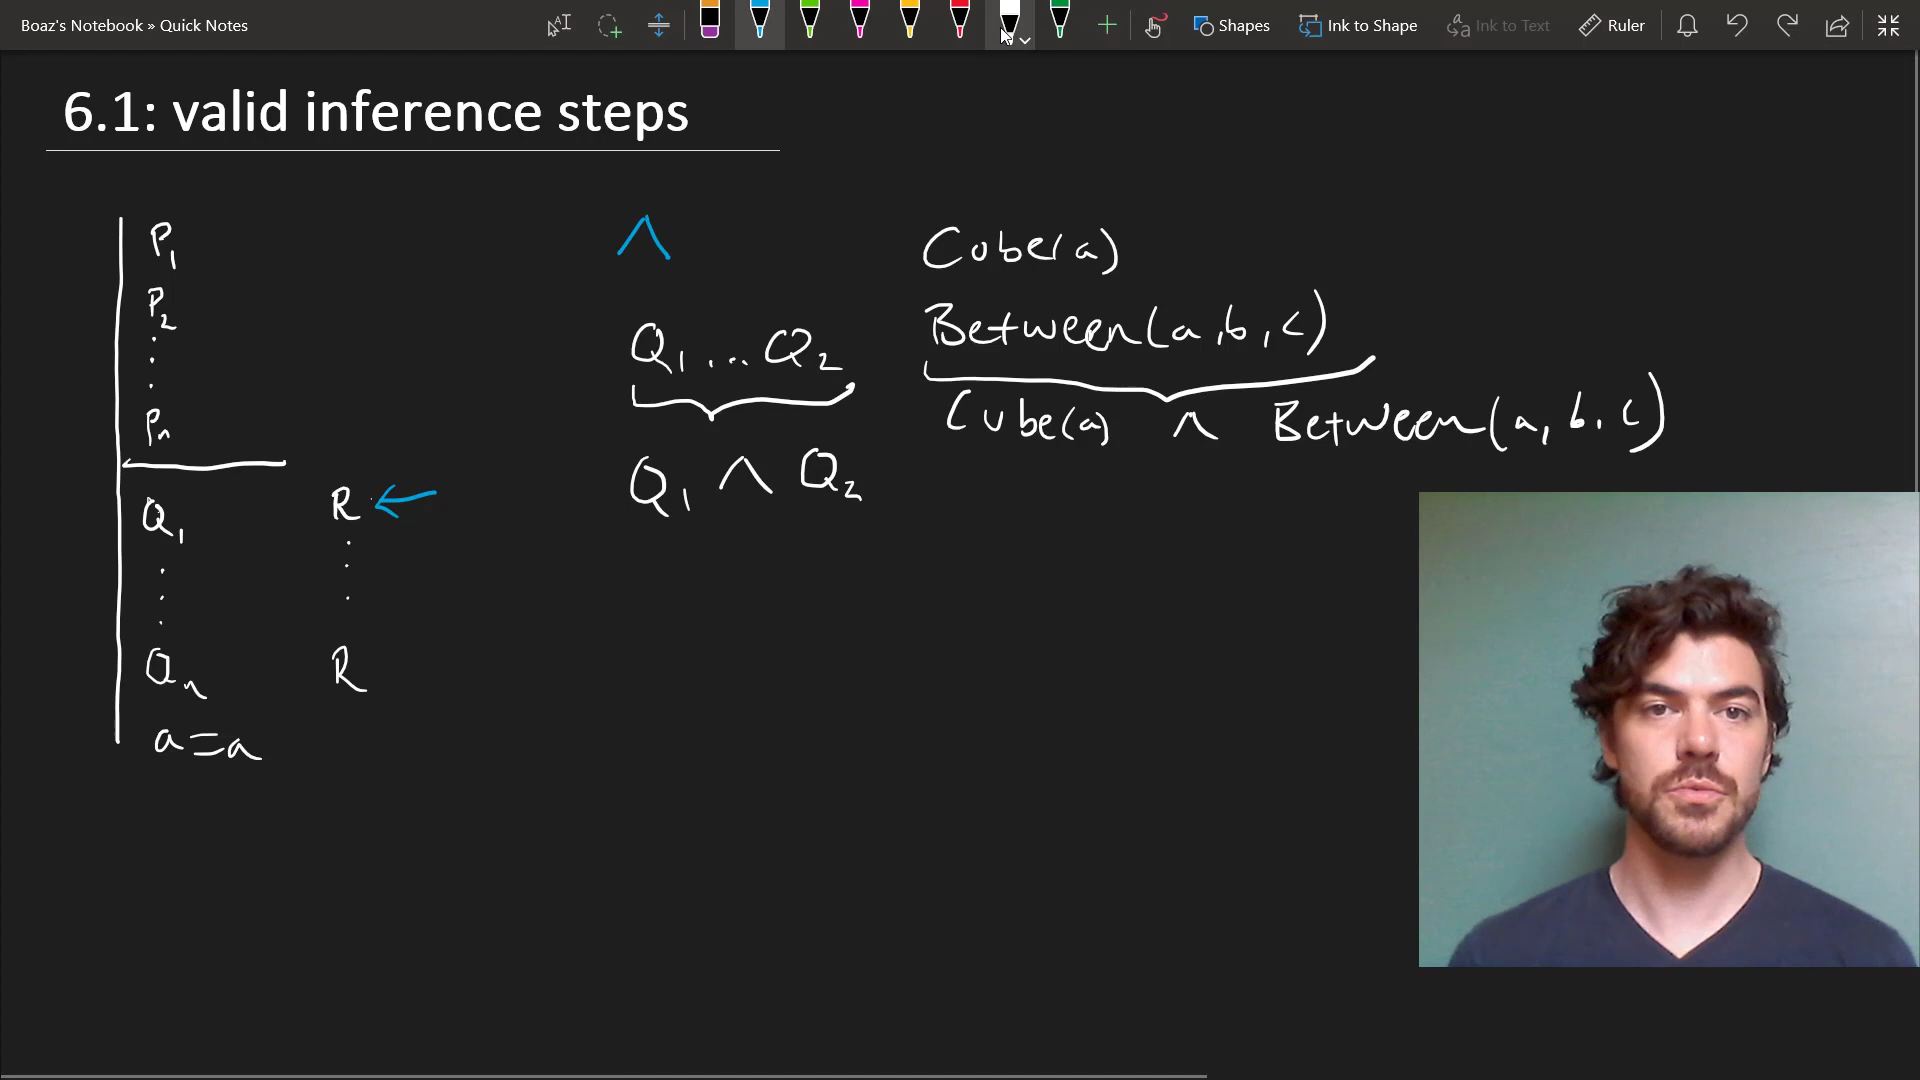 Boaz's Notebook » Quick Notes
Shapes
Ink to Shape
Ink to Text
Ruler
6.1: valid inference steps
P1
P2
⋮
Pn
Q1
⋮
Qn
a=a
R ←
⋮
R
∧
Q1 ... Q2
Q1 ∧ Q2
Cube(a)
Between(a,b,c)
Cube(a) ∧ Between(a,b,c)